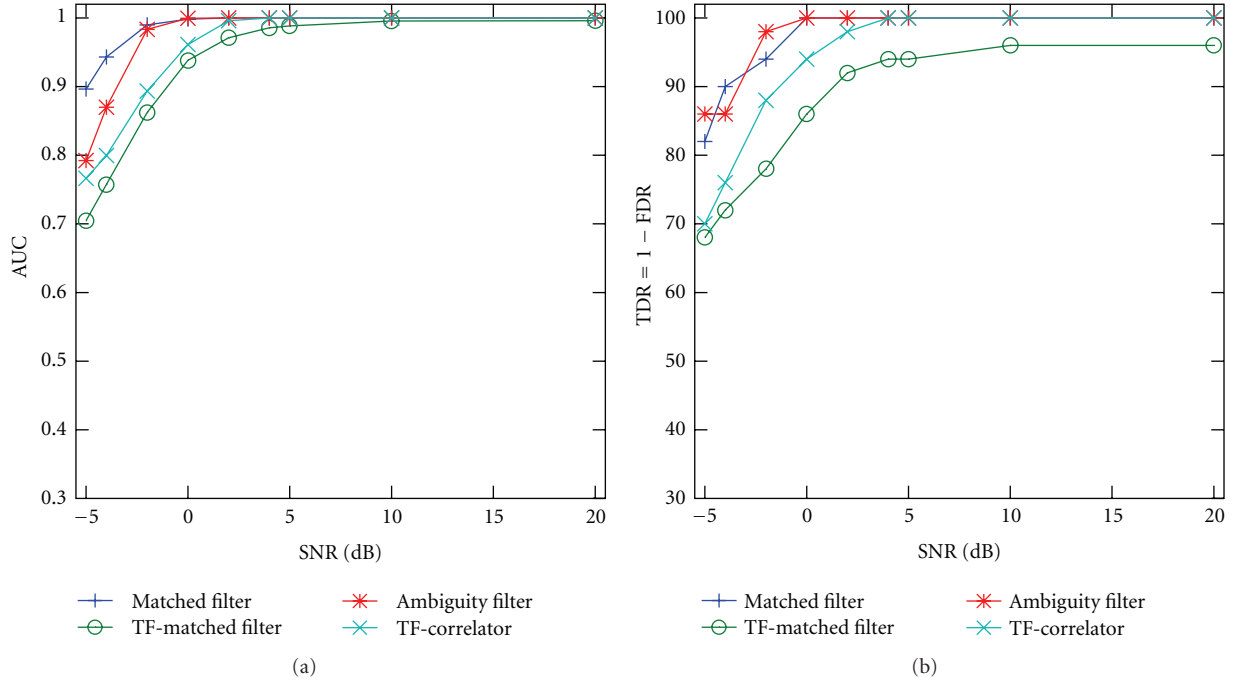 1
0.9
0.8
0.7
0.6
0.5
0.4
0.3
AUC
−5 0 5 10 15 20
SNR (dB)
Matched filter
TF-matched filter
Ambiguity filter
TF-correlator
(a)
100
90
80
70
60
50
40
30
TDR = 1 − FDR
−5 0 5 10 15 20
SNR (dB)
Matched filter
TF-matched filter
Ambiguity filter
TF-correlator
(b)